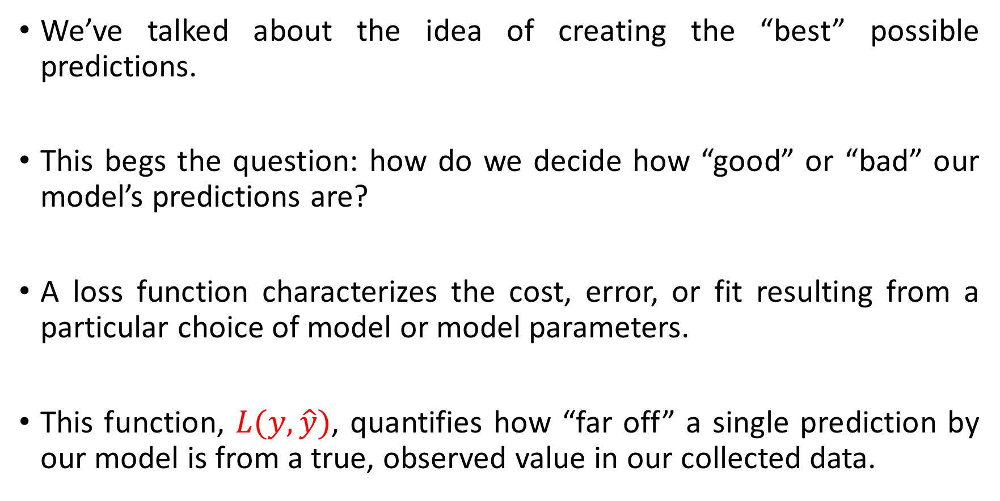 • We’ve talked about the idea of creating the “best” possible
predictions.
• This begs the question: how do we decide how “good” or “bad” our
model’s predictions are?
• A loss function characterizes the cost, error, or fit resulting from a
particular choice of model or model parameters.
• This function, L(y, ŷ), quantifies how “far off” a single prediction by
our model is from a true, observed value in our collected data.